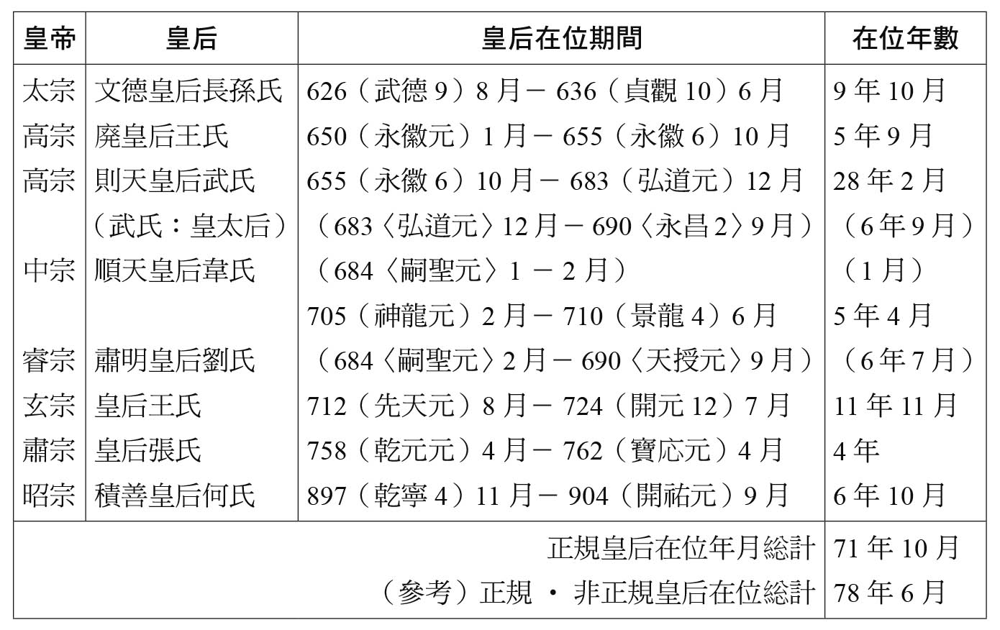 皇帝 皇后 皇后在位期間 在位年數
太宗 文德皇后長孫氏 626（武德 9）8 月－ 636（貞觀 10）6 月 9 年 10 月
高宗 廃皇后王氏 650（永徽元）1 月－ 655（永徽 6）10 月 5 年 9 月
高宗 則天皇后武氏 655（永徽 6）10 月－ 683（弘道元）12 月 28 年 2 月
（武氏：皇太后）（683〈弘道元〉12 月－ 690〈永昌 2〉9 月）（6 年 9 月）
中宗 順天皇后韋氏 （684〈嗣聖元〉1 － 2 月）（1 月）
705（神龍元）2 月－ 710（景龍 4）6 月 5 年 4 月
睿宗 肅明皇后劉氏 （684〈嗣聖元〉2 月－ 690〈天授元〉9 月）（6 年 7 月）
玄宗 皇后王氏 712（先天元）8 月－ 724（開元 12）7 月 11 年 11 月
肅宗 皇后張氏 758（乾元元）4 月－ 762（寶応元）4 月 4 年
昭宗 積善皇后何氏 897（乾寧 4）11 月－ 904（開祐元）9 月 6 年 10 月
正規皇后在位年月総計 71 年 10 月
（參考）正規・非正規皇后在位総計 78 年 6 月